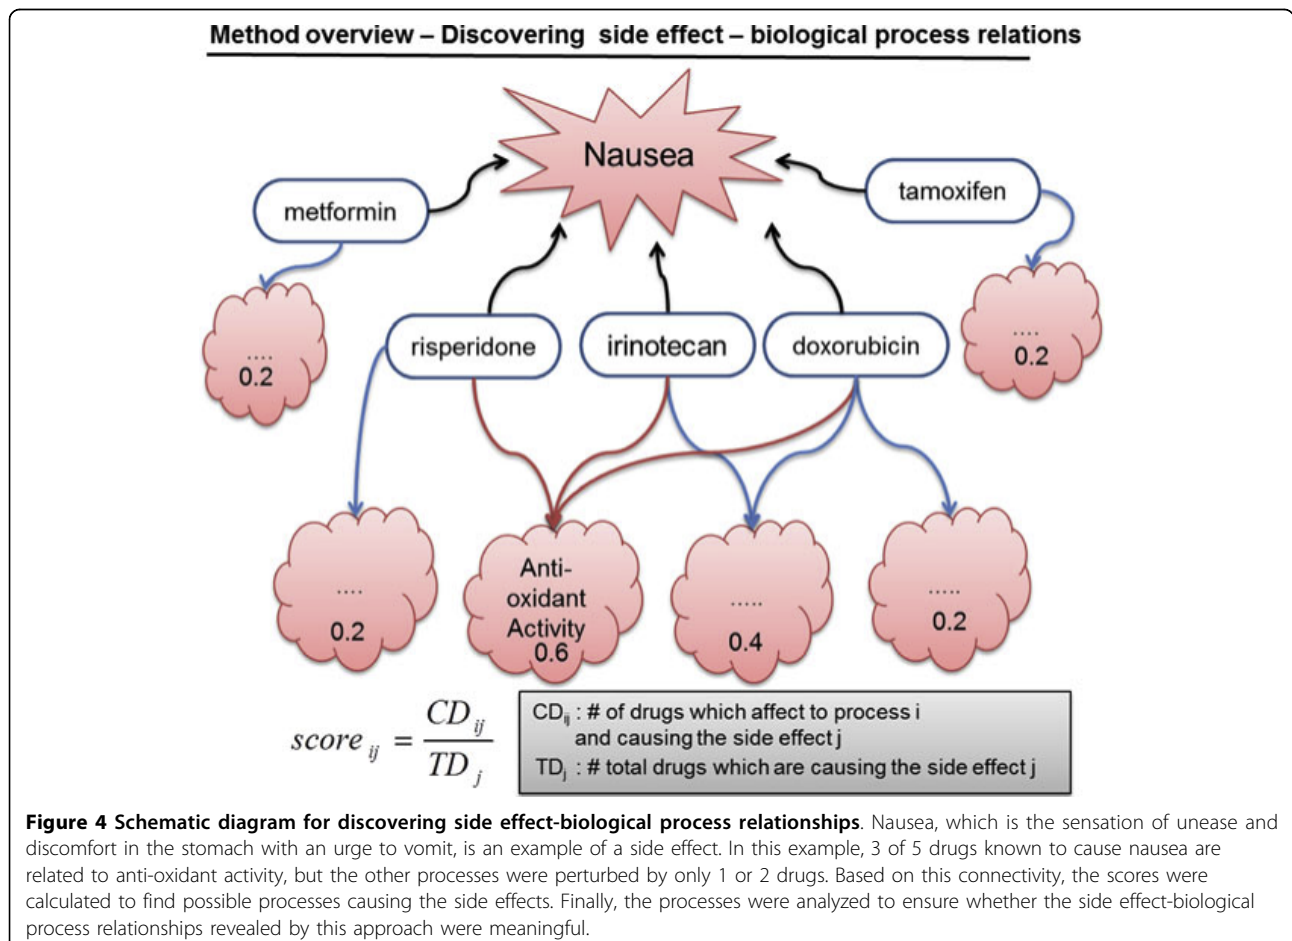 Method overview – Discovering side effect – biological process relations
Nausea
metformin
tamoxifen
risperidone
irinotecan
doxorubicin
....
0.2
....
0.2
....
0.2
Anti-
oxidant
Activity
0.6
.....
0.4
.....
0.2
score ij = CD ij / TD j
CDij : # of drugs which affect to process i
and causing the side effect j
TDj : # total drugs which are causing the side effect j
Figure 4 Schematic diagram for discovering side effect-biological process relationships. Nausea, which is the sensation of unease and
discomfort in the stomach with an urge to vomit, is an example of a side effect. In this example, 3 of 5 drugs known to cause nausea are
related to anti-oxidant activity, but the other processes were perturbed by only 1 or 2 drugs. Based on this connectivity, the scores were
calculated to find possible processes causing the side effects. Finally, the processes were analyzed to ensure whether the side effect-biological
process relationships revealed by this approach were meaningful.